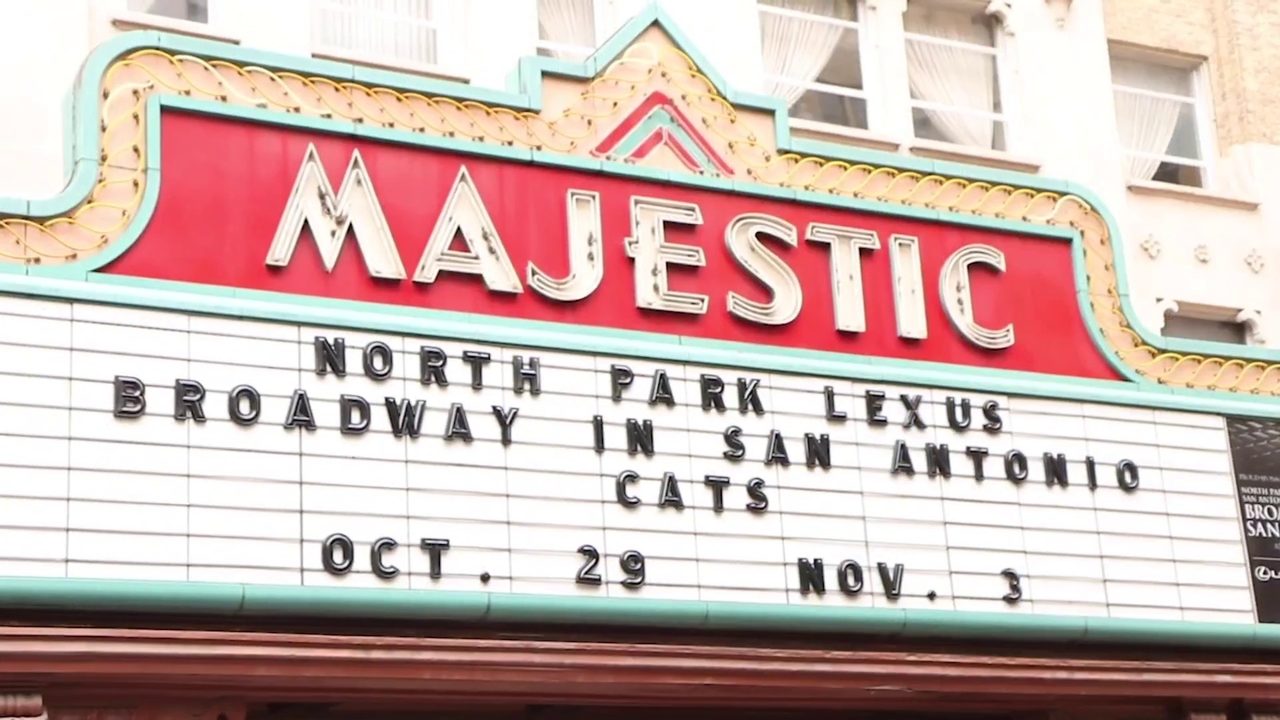 MAJESTIC
NORTH PARK LEXUS
BROADWAY IN SAN ANTONIO
CATS
OCT. 29 NOV. 3